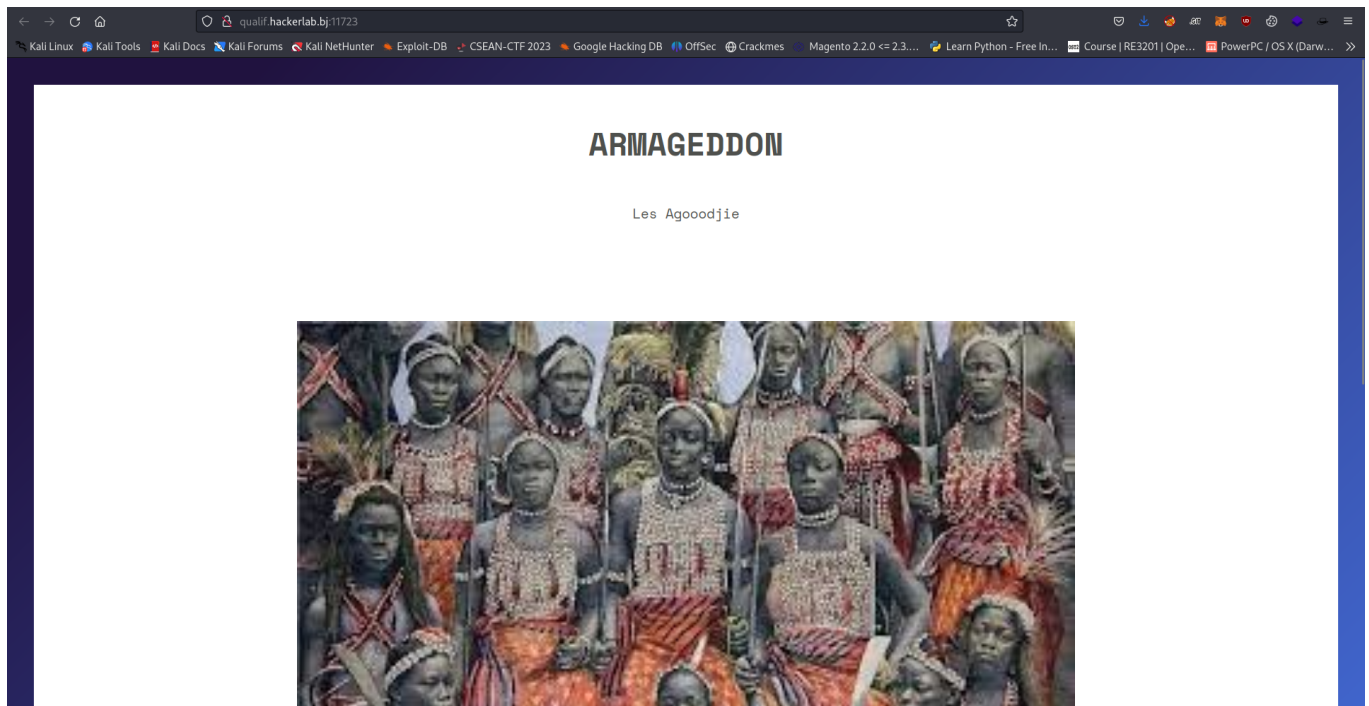 qualif.hackerlab.bj:11723
Kali Linux Kali Tools Kali Docs Kali Forums Kali NetHunter Exploit-DB CSEAN-CTF 2023 Google Hacking DB OffSec Crackmes Magento 2.2.0 <= 2.3.... Learn Python - Free In... Course | RE3201 | Ope... PowerPC / OS X (Darw...
ARMAGEDDON
Les Agooodjie